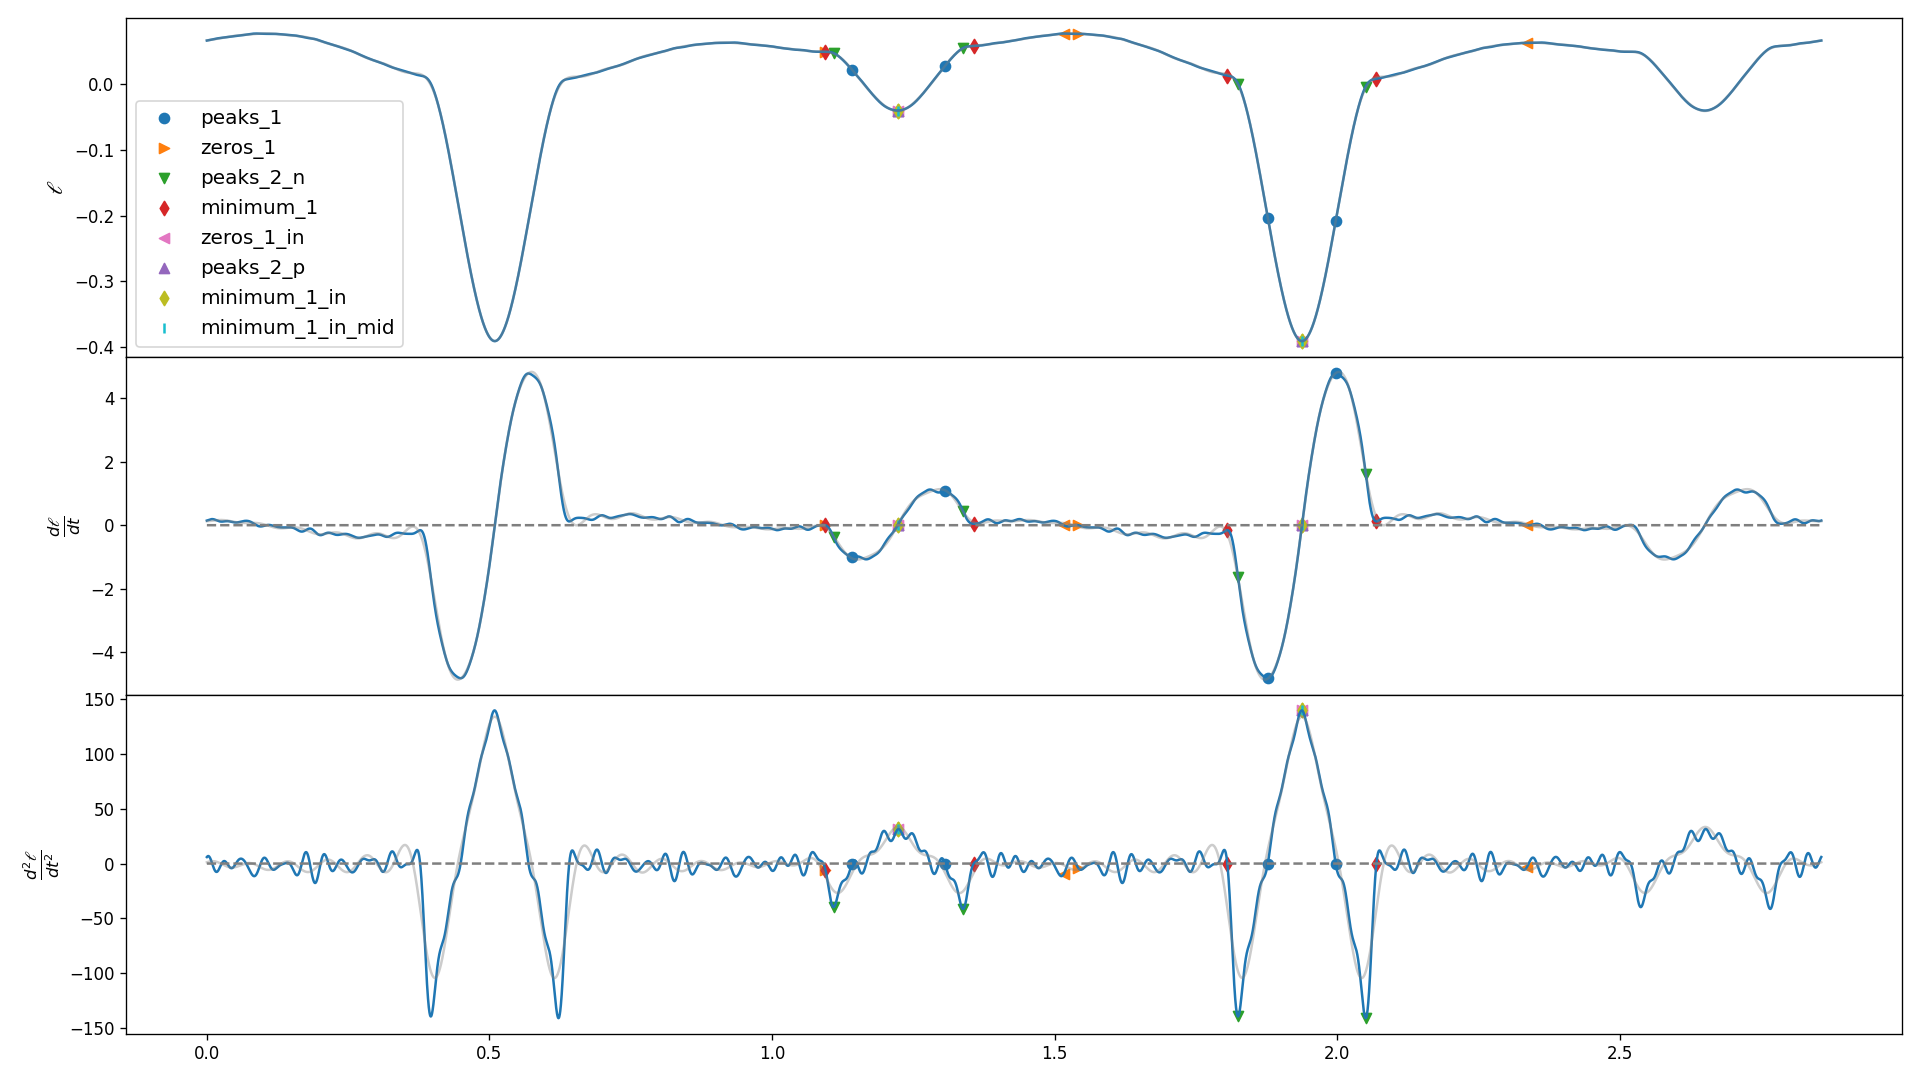 0.0
−0.1
−0.2
−0.3
−0.4
ℓ
peaks_1
zeros_1
peaks_2_n
minimum_1
zeros_1_in
peaks_2_p
minimum_1_in
minimum_1_in_mid
4
2
0
−2
−4
dℓ
dt
150
100
50
0
−50
−100
−150
d²ℓ
dt²
0.0 0.5 1.0 1.5 2.0 2.5